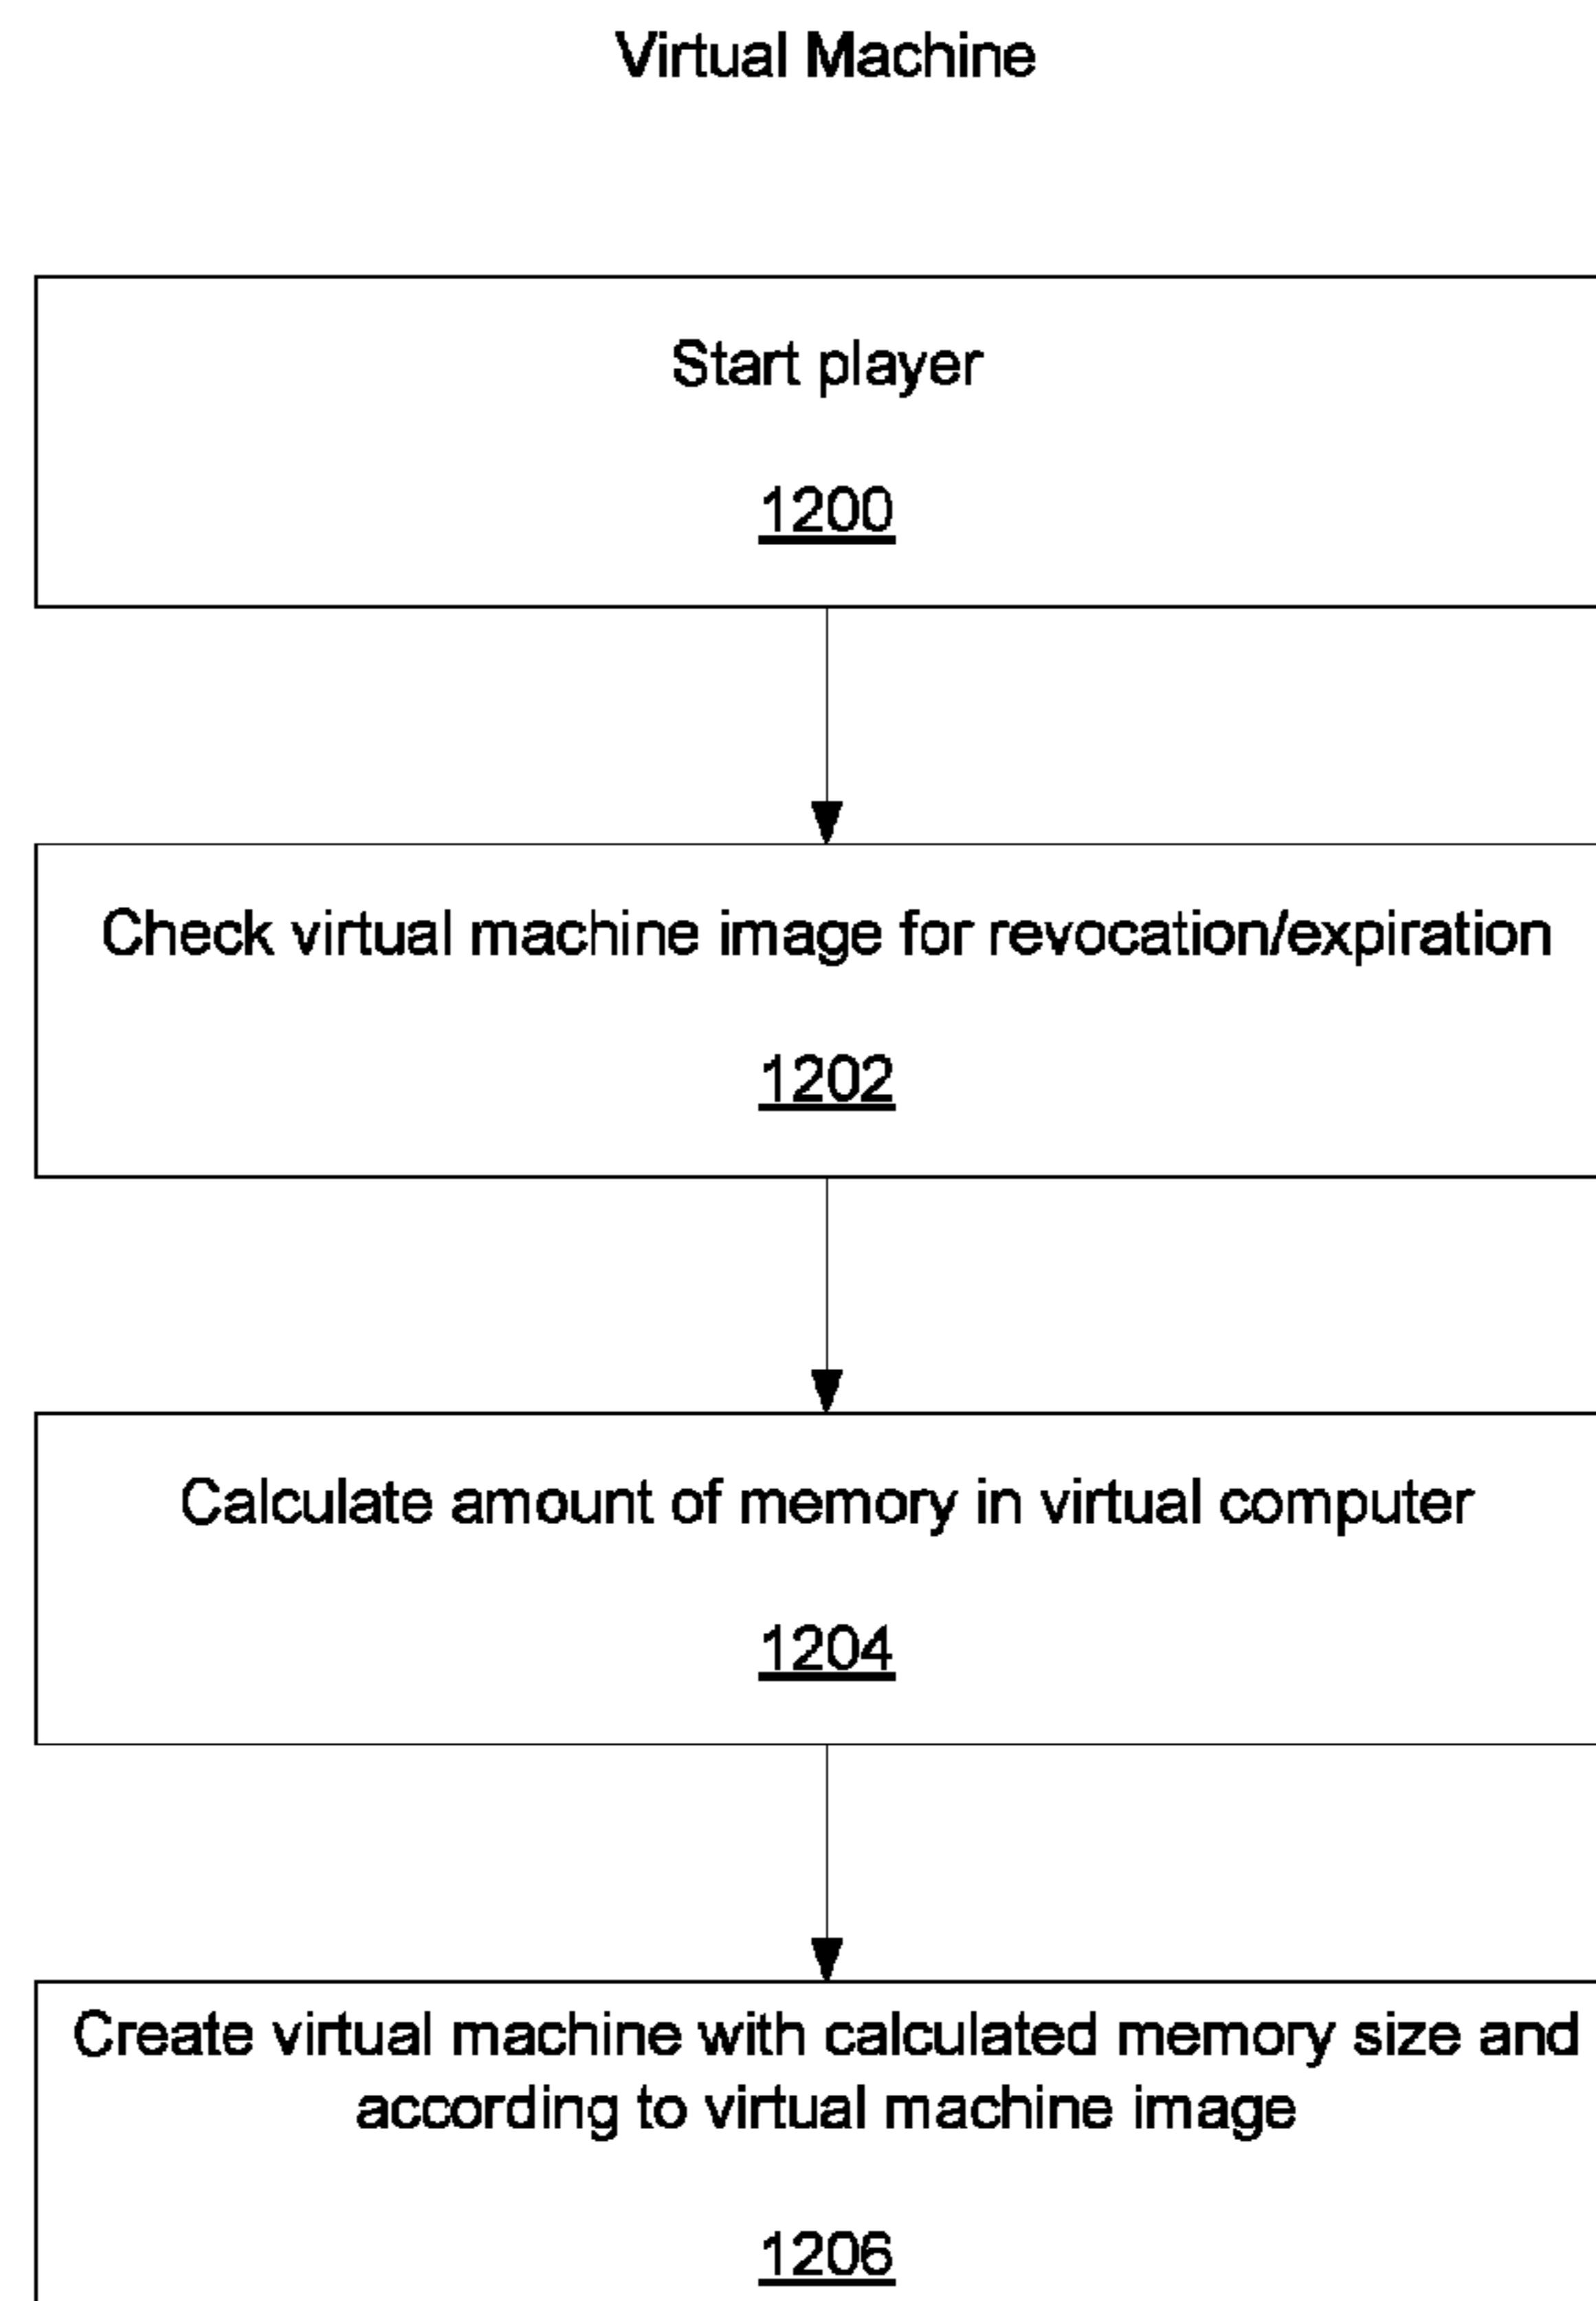 Virtual Machine
Start player
1200
Check virtual machine image for revocation/expiration
1202
Calculate amount of memory in virtual computer
1204
Create virtual machine with calculated memory size and
according to virtual machine image
1206